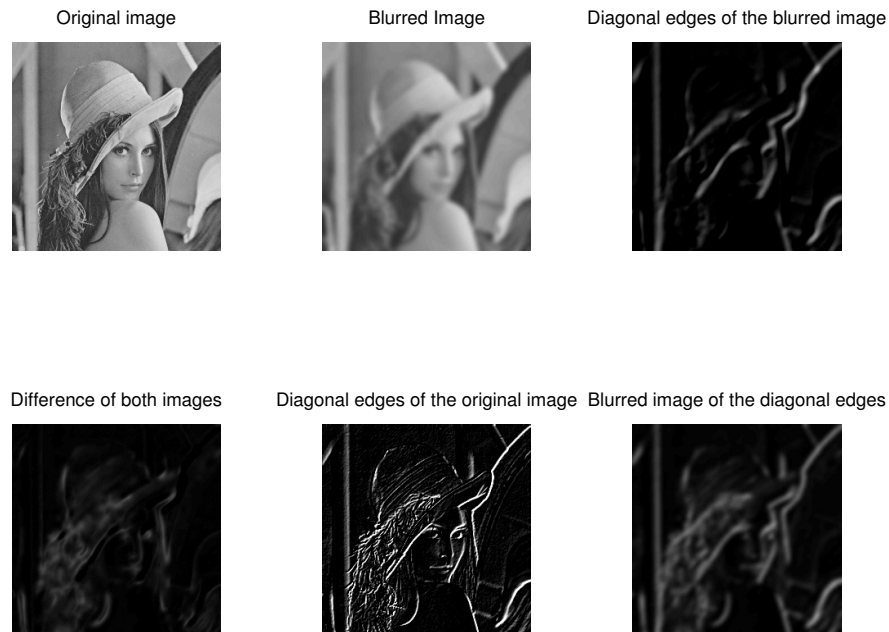 Original image
Blurred Image
Diagonal edges of the blurred image
Difference of both images
Diagonal edges of the original image
Blurred image of the diagonal edges